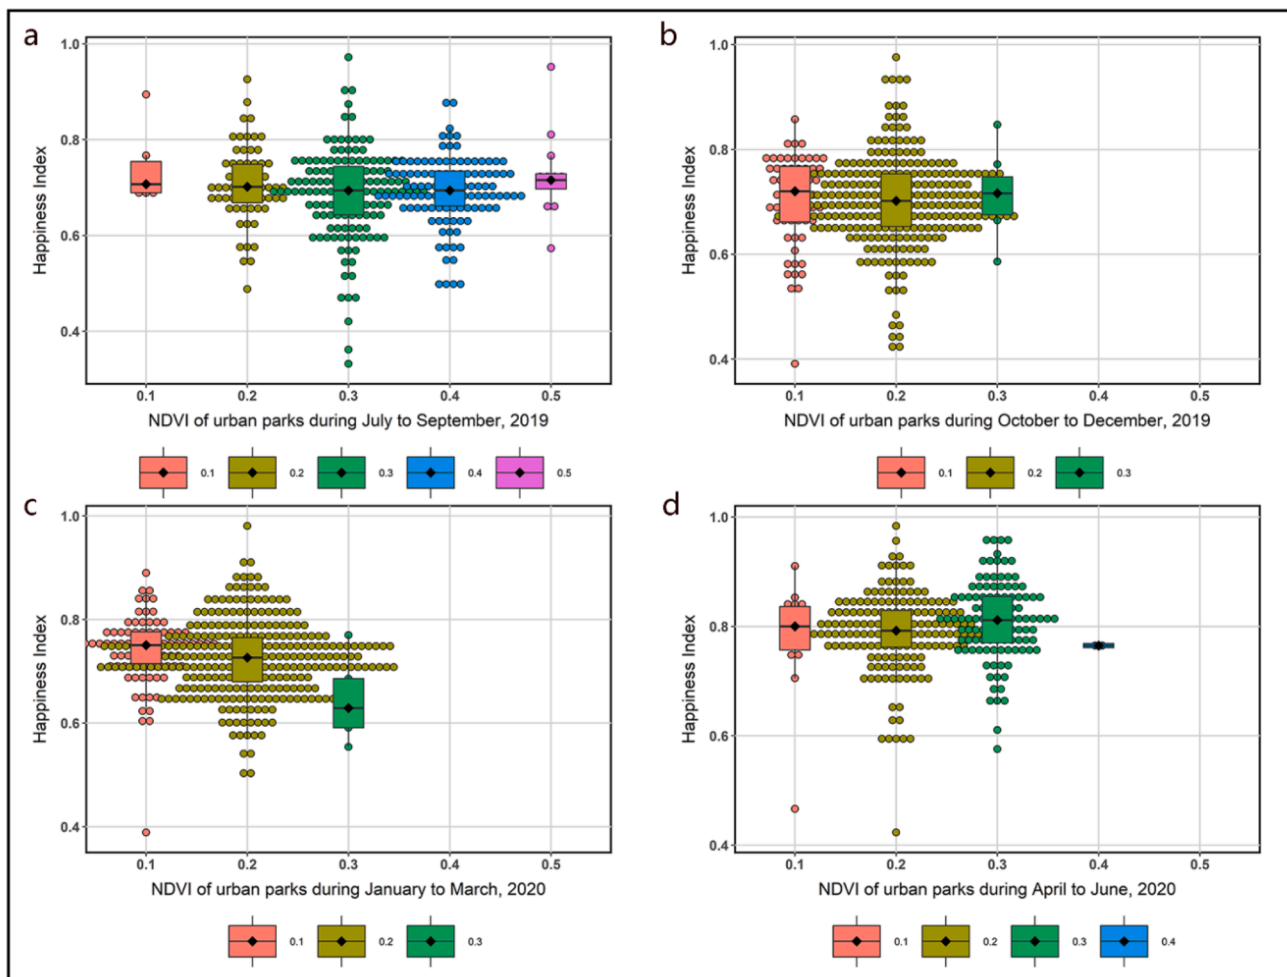 a
1.0
0.8
0.6
0.4
Happiness Index
0.1 0.2 0.3 0.4 0.5
NDVI of urban parks during July to September, 2019
0.1 0.2 0.3 0.4 0.5
b
1.0
0.8
0.6
0.4
Happiness Index
0.1 0.2 0.3 0.4 0.5
NDVI of urban parks during October to December, 2019
0.1 0.2 0.3
c
1.0
0.8
0.6
0.4
Happiness Index
0.1 0.2 0.3 0.4 0.5
NDVI of urban parks during January to March, 2020
0.1 0.2 0.3
d
1.0
0.8
0.6
0.4
Happiness Index
0.1 0.2 0.3 0.4 0.5
NDVI of urban parks during April to June, 2020
0.1 0.2 0.3 0.4